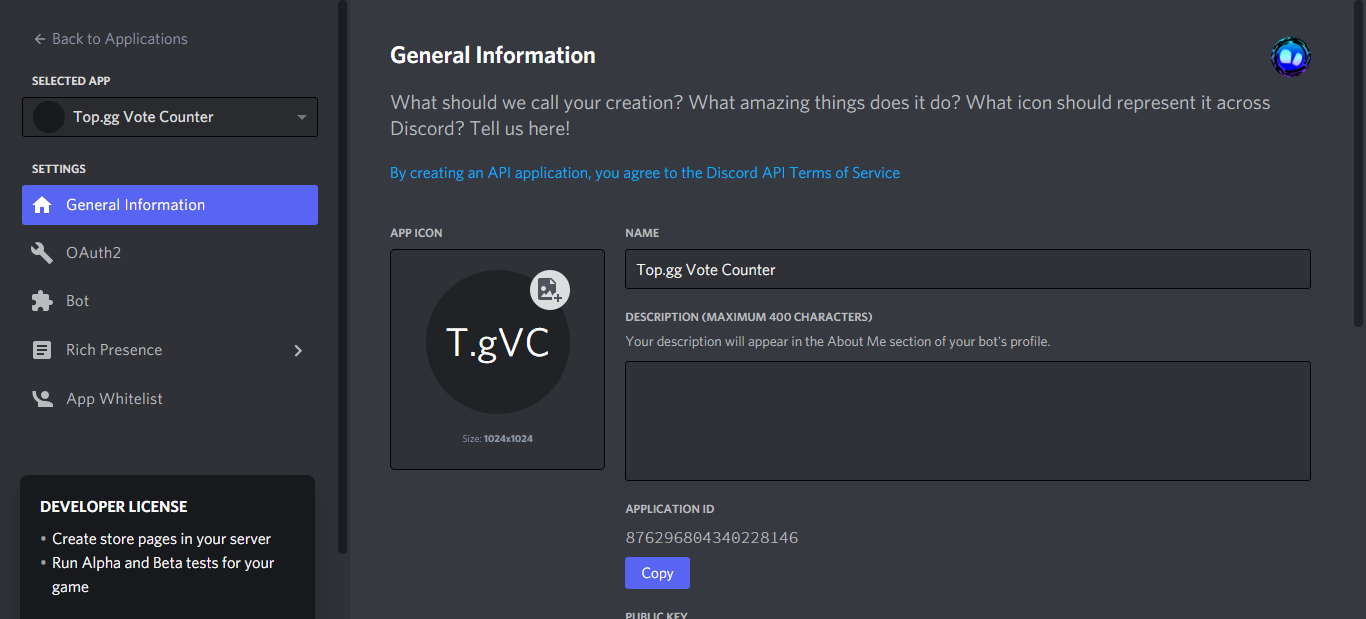 Back to Applications
SELECTED APP
Top.gg Vote Counter
SETTINGS
General Information
OAuth2
Bot
Rich Presence
App Whitelist
DEVELOPER LICENSE
• Create store pages in your server
• Run Alpha and Beta tests for your
game
General Information
What should we call your creation? What amazing things does it do? What icon should represent it across
Discord? Tell us here!
By creating an API application, you agree to the Discord API Terms of Service
APP ICON
T.gVC
Size: 1024x1024
NAME
Top.gg Vote Counter
DESCRIPTION (MAXIMUM 400 CHARACTERS)
Your description will appear in the About Me section of your bot's profile.
APPLICATION ID
876296804340228146
Copy
PUBLIC KEY